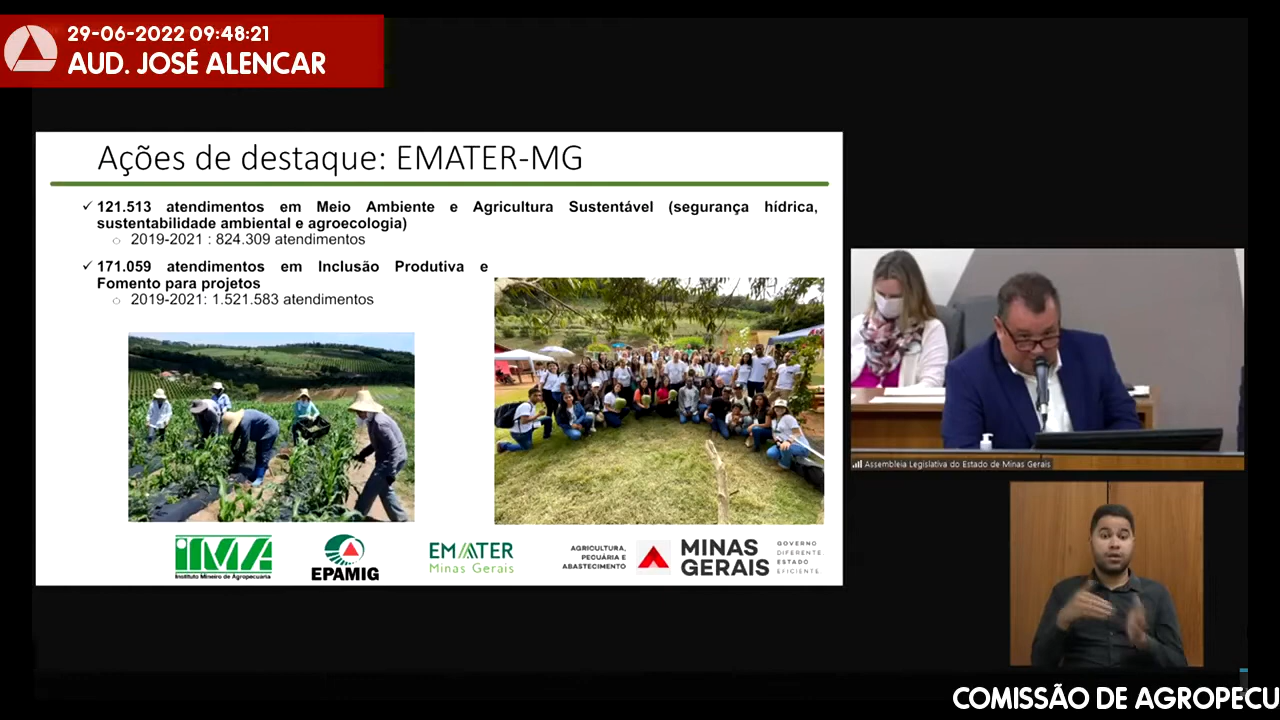 29-06-2022 09:48:21
AUD. JOSÉ ALENCAR
Ações de destaque: EMATER-MG
✓ 121.513 atendimentos em Meio Ambiente e Agricultura Sustentável (segurança hídrica,
sustentabilidade ambiental e agroecologia)
○ 2019-2021 : 824.309 atendimentos
✓ 171.059 atendimentos em Inclusão Produtiva e
Fomento para projetos
○ 2019-2021: 1.521.583 atendimentos
Assembleia Legislativa do Estado de Minas Gerais
IMA
Instituto Mineiro de Agropecuária
EPAMIG
EMATER
Minas Gerais
AGRICULTURA,
PECUÁRIA E
ABASTECIMENTO
MINAS
GERAIS
GOVERNO
DIFERENTE.
ESTADO
EFICIENTE.
COMISSÃO DE AGROPECU